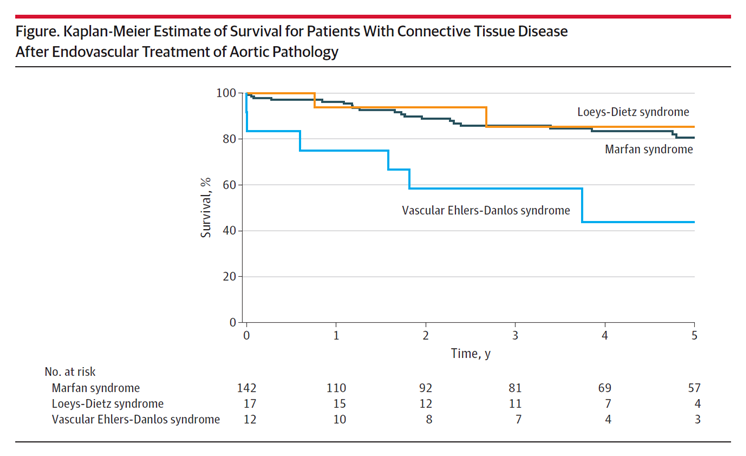 Figure. Kaplan-Meier Estimate of Survival for Patients With Connective Tissue Disease
After Endovascular Treatment of Aortic Pathology
100
80
60
40
20
0
Survival, %
Loeys-Dietz syndrome
Marfan syndrome
Vascular Ehlers-Danlos syndrome
0 1 2 3 4 5
Time, y
No. at risk
Marfan syndrome 142 110 92 81 69 57
Loeys-Dietz syndrome 17 15 12 11 7 4
Vascular Ehlers-Danlos syndrome 12 10 8 7 4 3